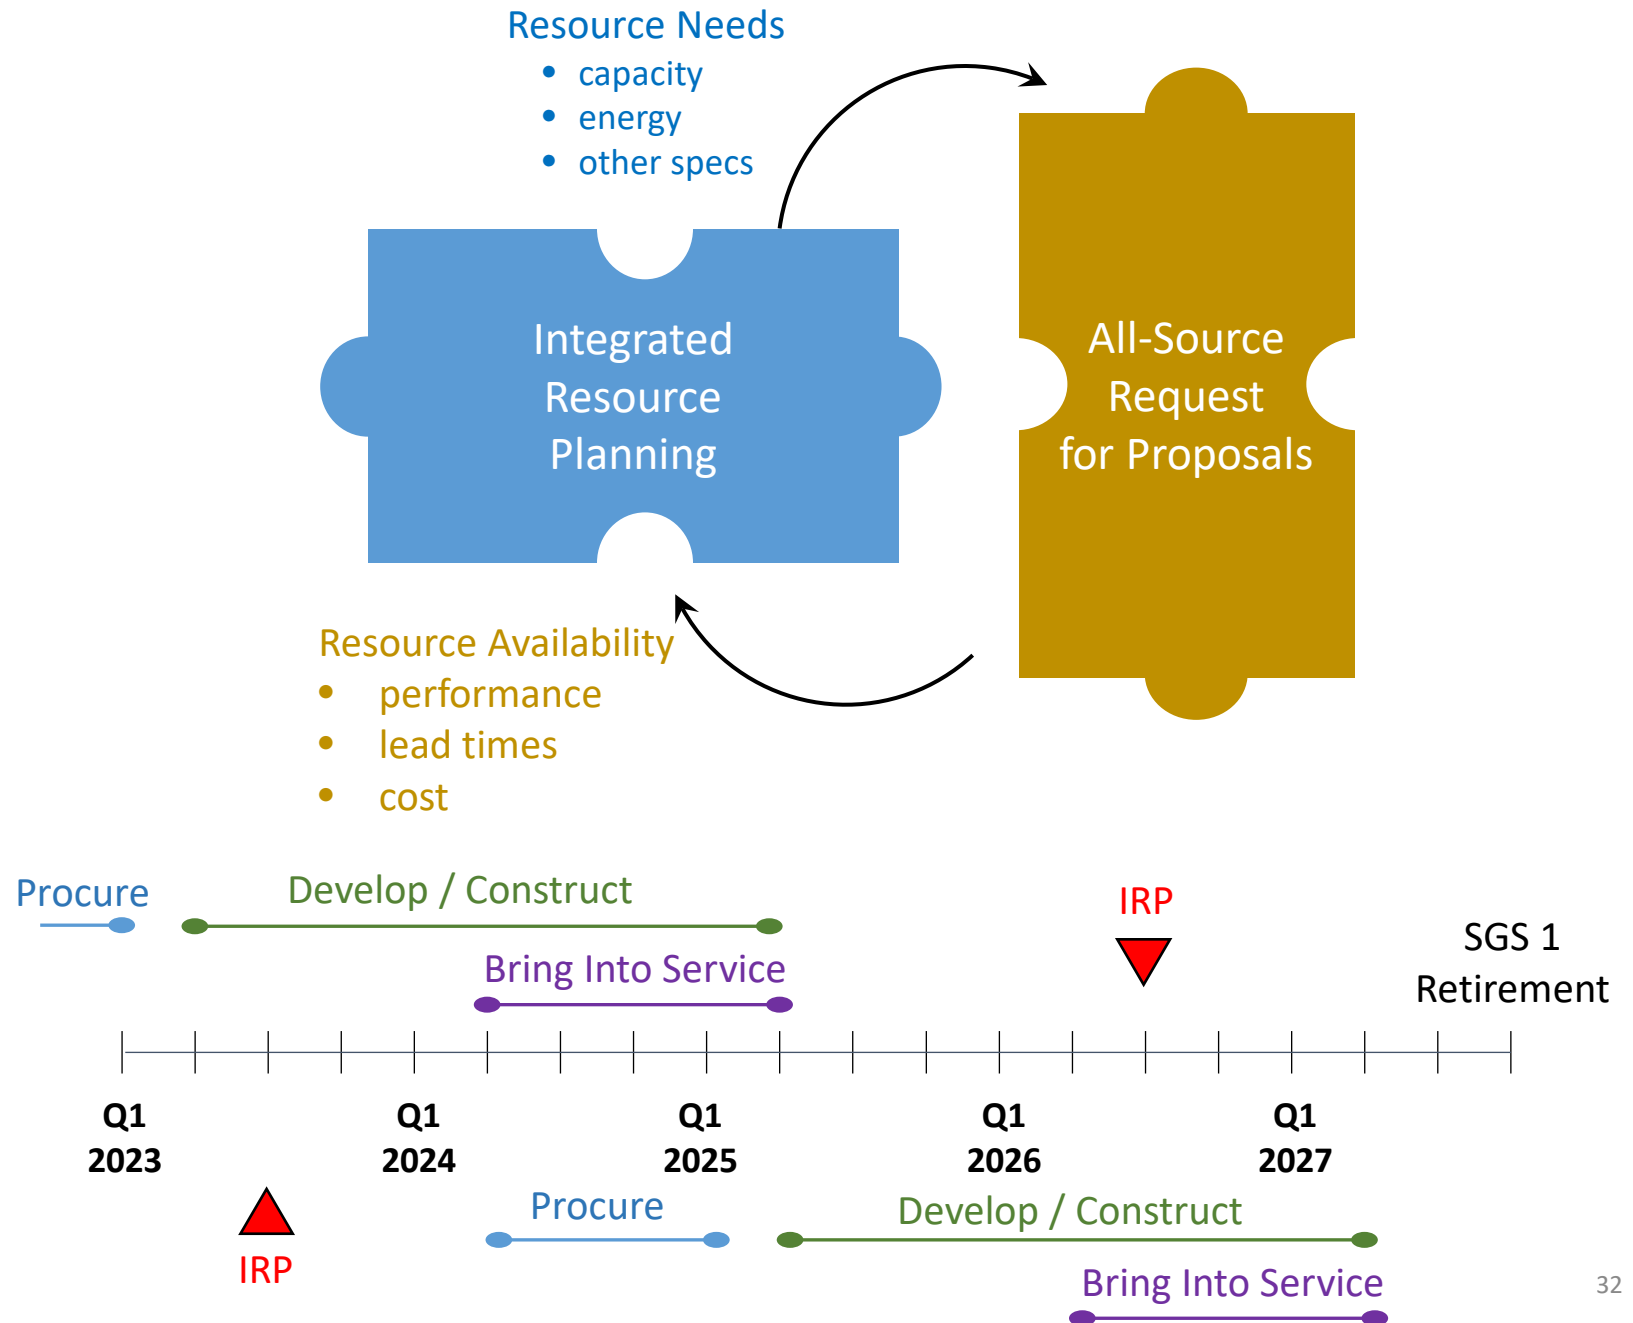 Resource Needs
• capacity
• energy
• other specs
Integrated
Resource
Planning
All-Source
Request
for Proposals
Resource Availability
• performance
• lead times
• cost
Procure
Develop / Construct
Bring Into Service
IRP
SGS 1
Retirement
Q1
2023
Q1
2024
Q1
2025
Q1
2026
Q1
2027
IRP
Procure
Develop / Construct
Bring Into Service
32